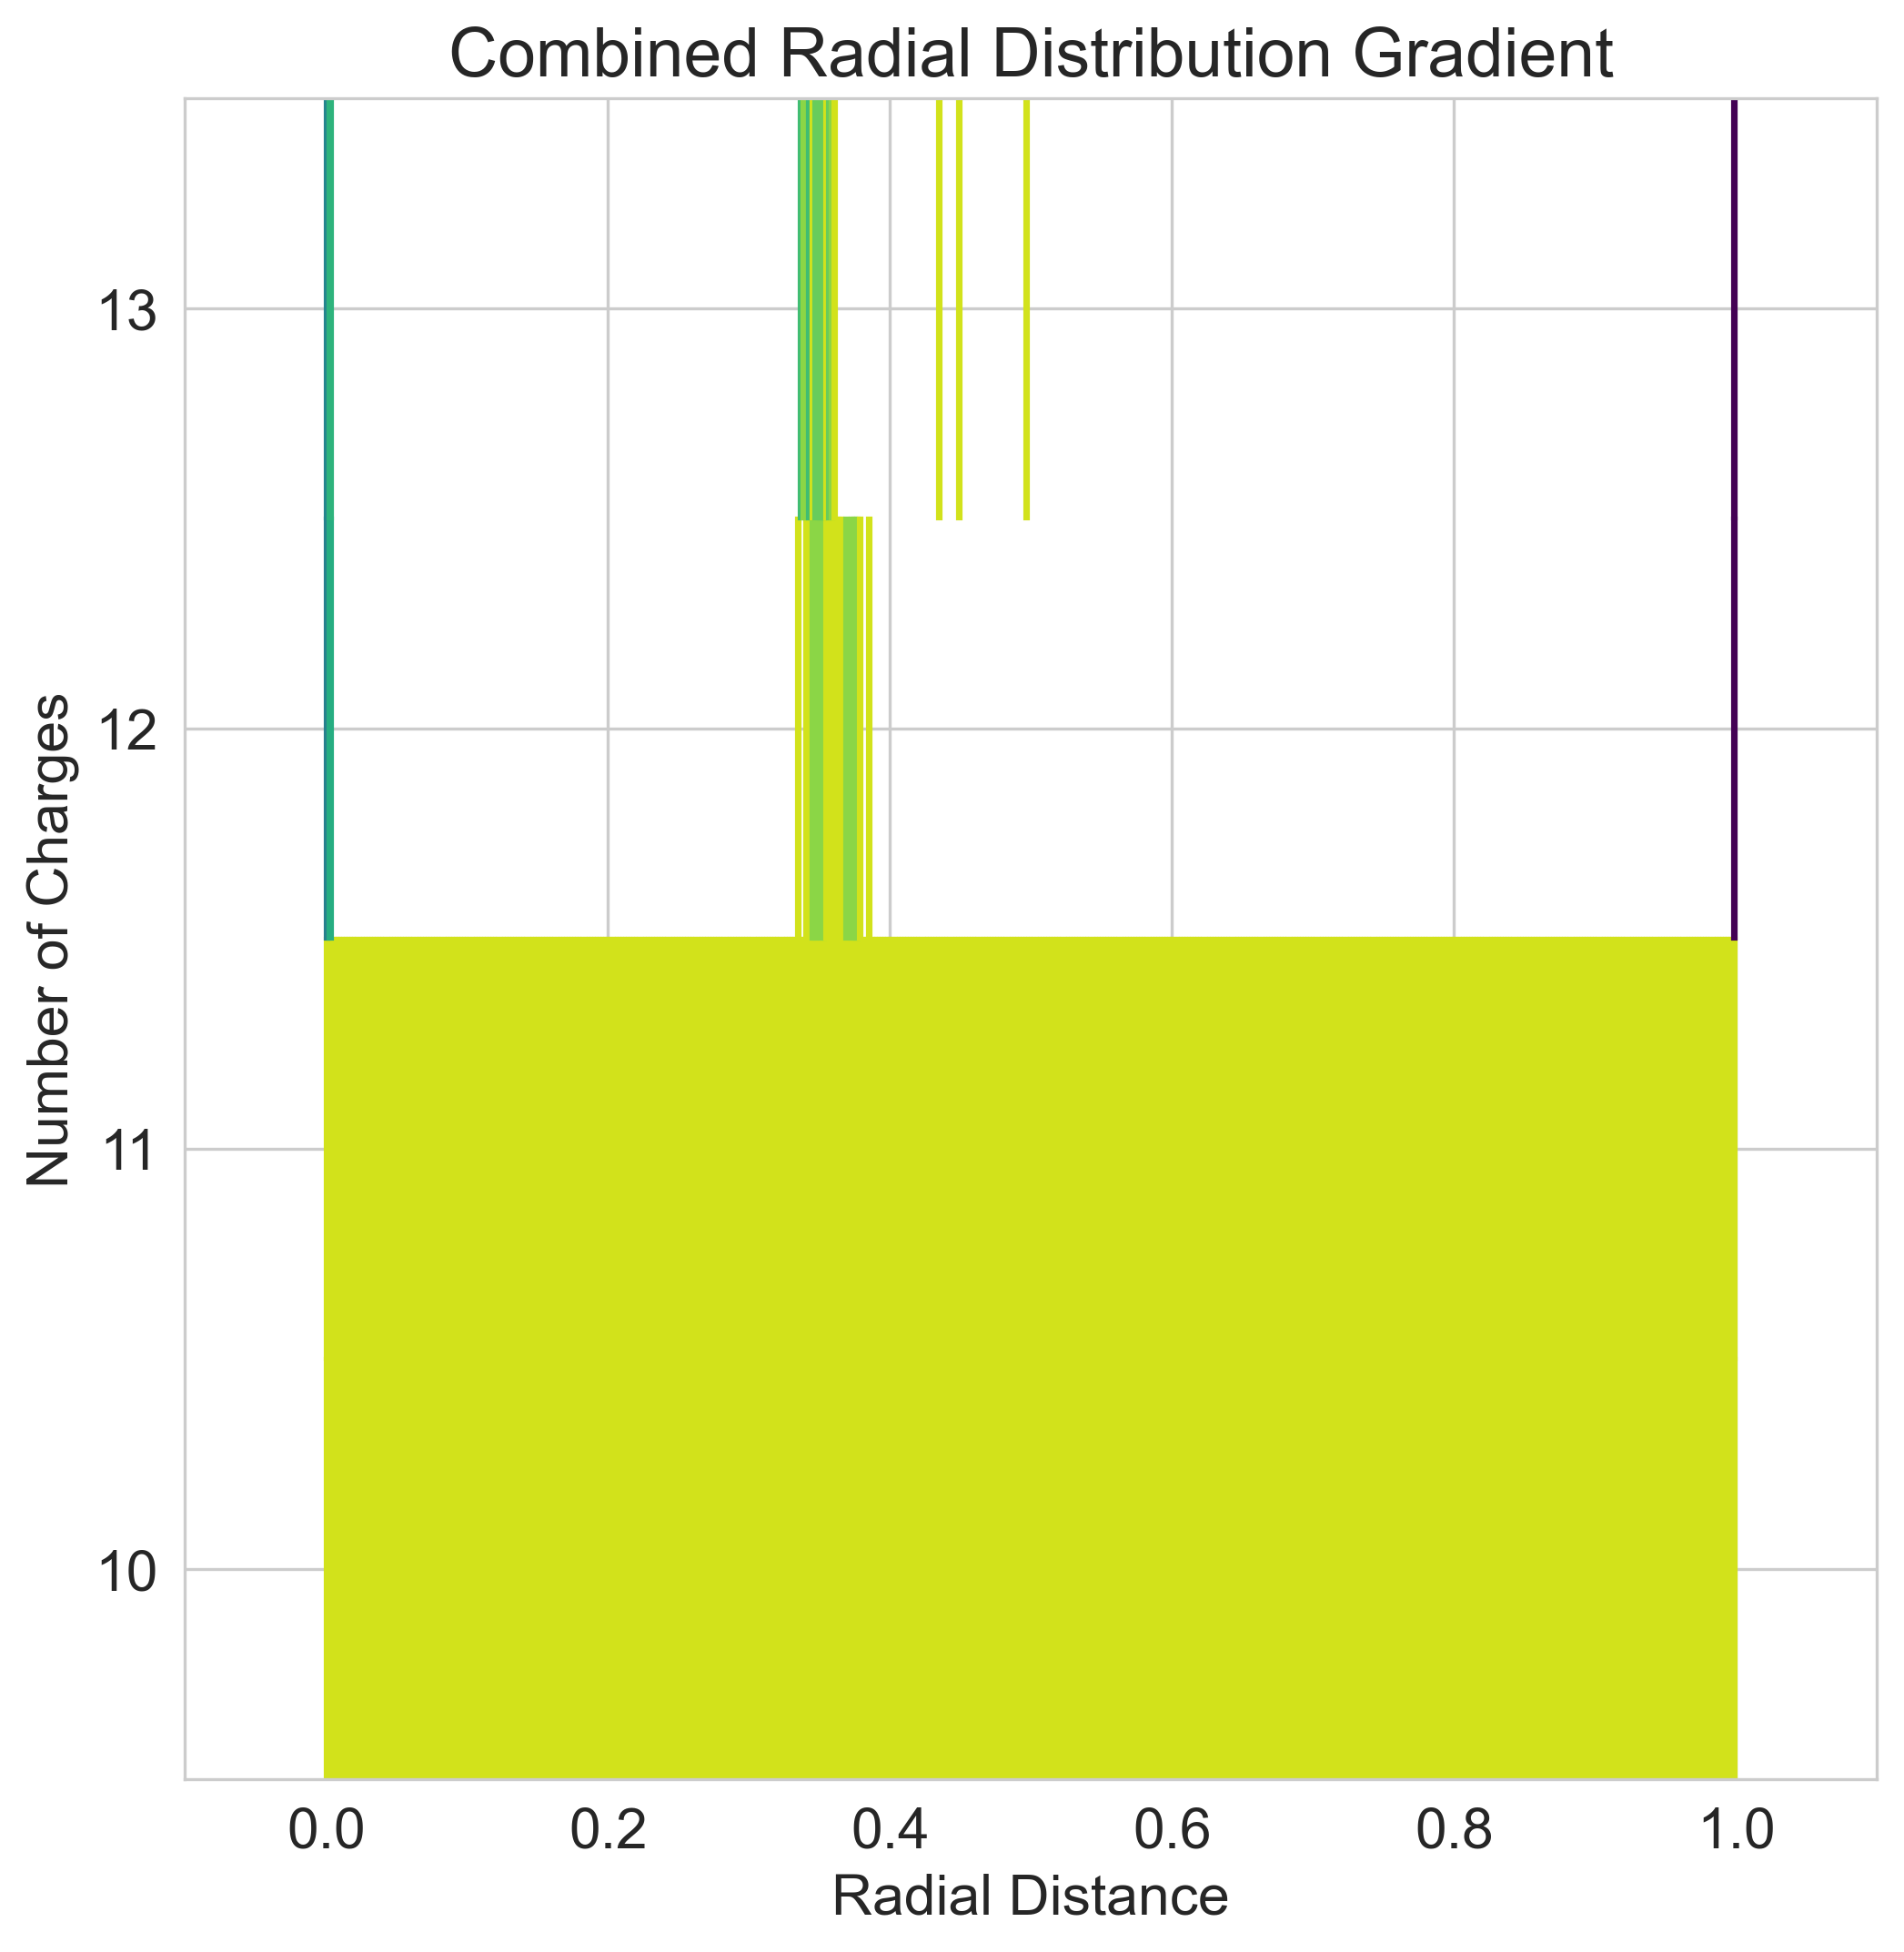 Combined Radial Distribution Gradient
Number of Charges
13
12
11
10
0.0 0.2 0.4 0.6 0.8 1.0
Radial Distance